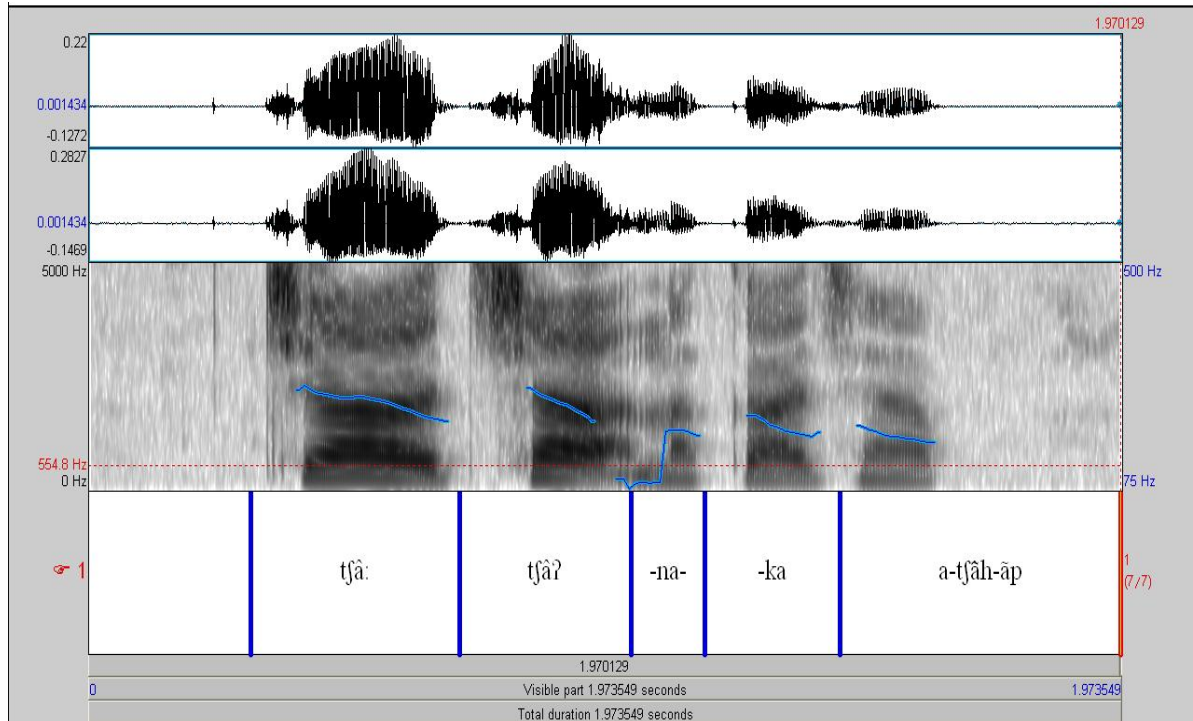 1.970129
0.22
0.001434
-0.1272
0.2827
0.001434
-0.1469
5000 Hz
500 Hz
554.8 Hz
0 Hz
75 Hz
1 tʃâ: tʃâʔ -na- -ka a-tʃâh-ãp 1
(7/7)
1.970129
0 Visible part 1.973549 seconds 1.973549
Total duration 1.973549 seconds